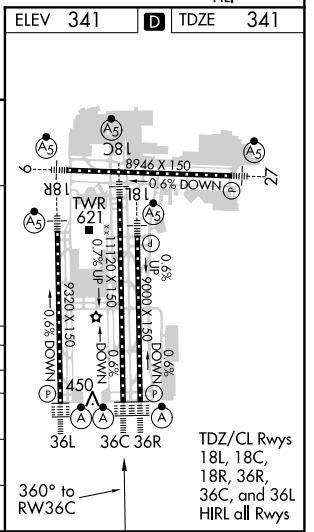 ELEV 341
D
TDZE 341
A5
A5
18C
A5
9
8946 X 150
27
0.6% DOWN
P
18R
18L
TWR
621
A5
A5
0.7% UP
11120 X 150
P
0.6%
UP
9320 X 150
9000 X 150
0.6% DOWN
0.6%
DOWN
0.6%
DOWN
P
450
P
A
A
A
36L
36C
36R
360° to
RW36C
TDZ/CL Rwys
18L, 18C,
18R, 36R,
36C, and 36L
HIRL all Rwys